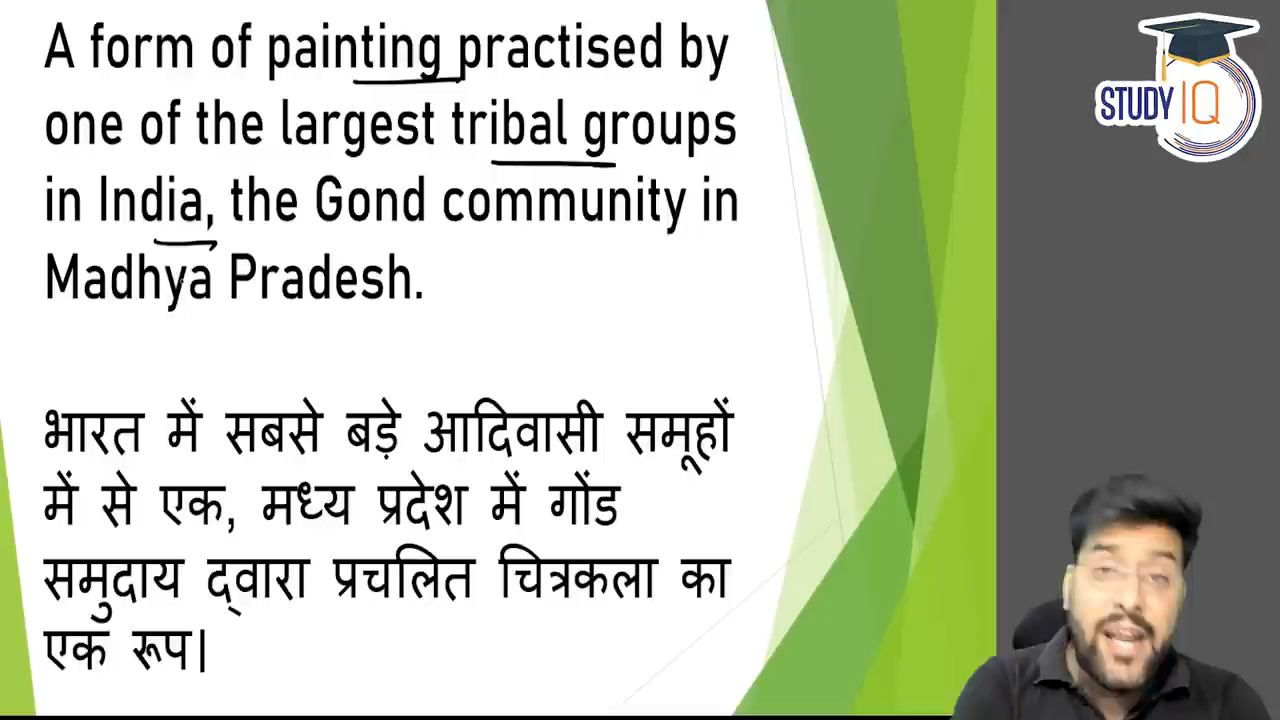 A form of painting practised by
one of the largest tribal groups
in India, the Gond community in
Madhya Pradesh.
भारत में सबसे बड़े आदिवासी समूहों
में से एक, मध्य प्रदेश में गोंड
समुदाय द्वारा प्रचलित चित्रकला का
एक रूप।
STUDY IQ